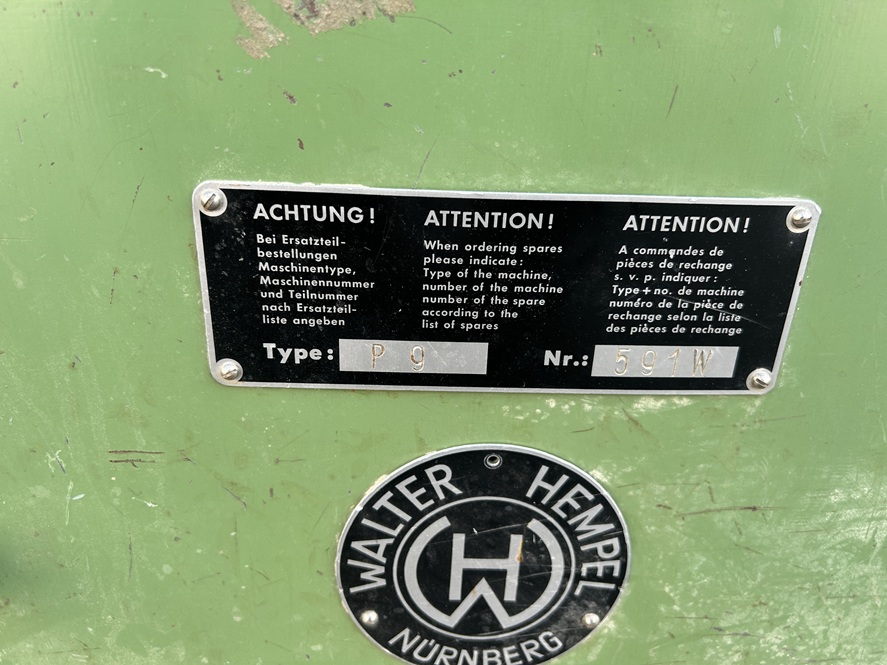 ACHTUNG!
Bei Ersatzteil-
bestellungen
Maschinentype,
Maschinennummer
und Teilnummer
nach Ersatzteil-
liste angeben
ATTENTION!
When ordering spares
please indicate:
Type of the machine,
number of the machine
number of the spare
according to the
list of spares
ATTENTION!
A commandes de
pièces de rechange
s. v. p. indiquer:
Type + no. de machine
numéro de la pièce de
rechange selon la liste
des pièces de rechange
Type: P 9
Nr.: 591W
WALTER HEMPEL
HW
NÜRNBERG